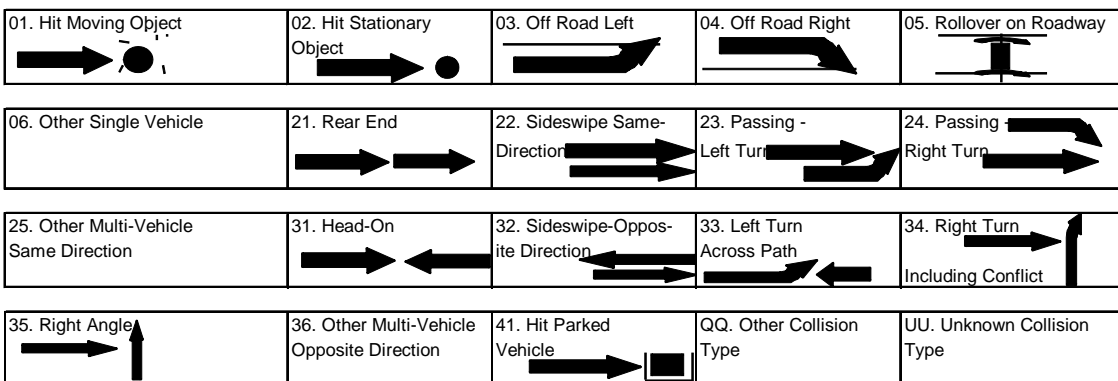 01. Hit Moving Object
02. Hit Stationary
Object
03. Off Road Left
04. Off Road Right
05. Rollover on Roadway
06. Other Single Vehicle
21. Rear End
22. Sideswipe Same-
Direction
23. Passing -
Left Turn
24. Passing -
Right Turn
25. Other Multi-Vehicle
Same Direction
31. Head-On
32. Sideswipe-Oppos-
ite Direction
33. Left Turn
Across Path
34. Right Turn
Including Conflict
35. Right Angle
36. Other Multi-Vehicle
Opposite Direction
41. Hit Parked
Vehicle
QQ. Other Collision
Type
UU. Unknown Collision
Type